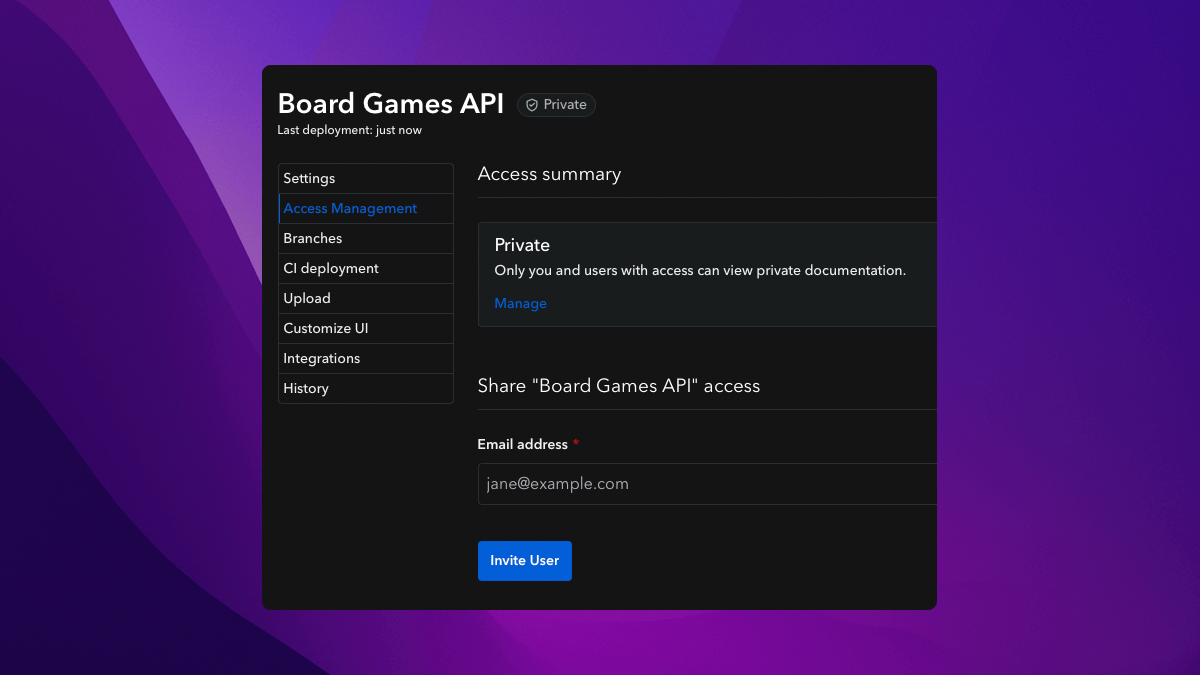 Board Games API
Private
Last deployment: just now
Settings
Access Management
Branches
CI deployment
Upload
Customize UI
Integrations
History
Access summary
Private
Only you and users with access can view private documentation.
Manage
Share "Board Games API" access
Email address *
jane@example.com
Invite User